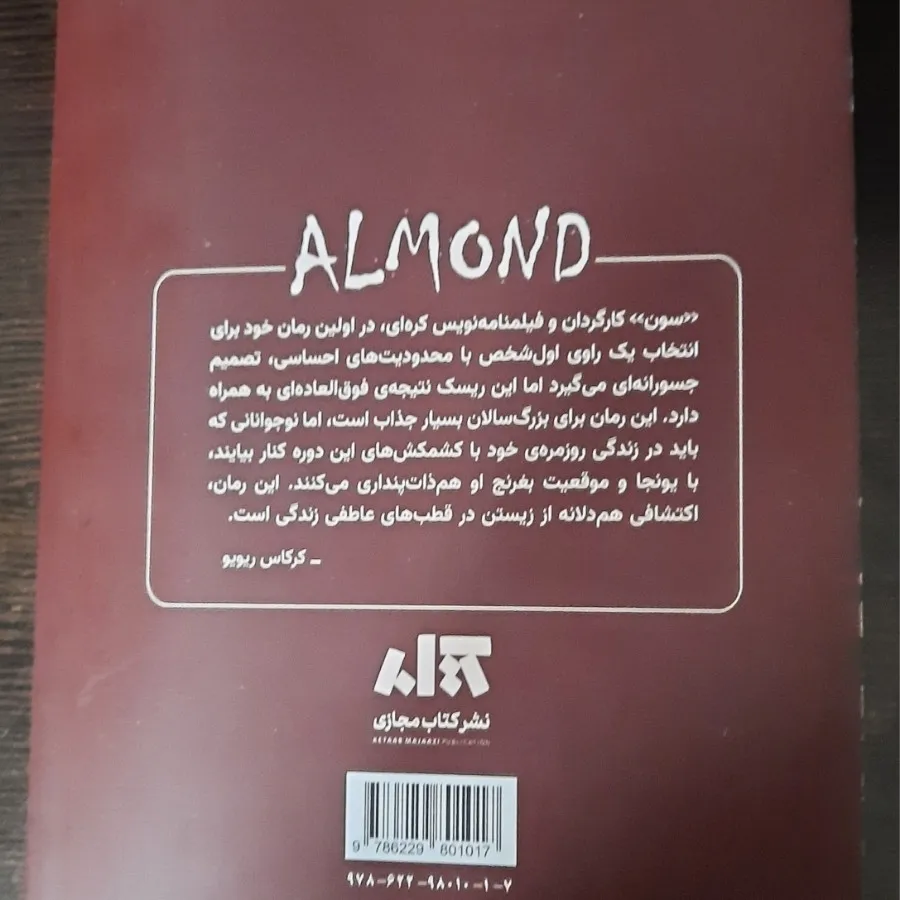 ALMOND
«سون» کارگردان و فیلمنامه‌نویس کره‌ای، در اولین رمان خود برای
انتخاب یک راوی اول‌شخص با محدودیت‌های احساسی، تصمیم
جسورانه‌ای می‌گیرد اما این ریسک نتیجه‌ی فوق‌العاده‌ای به همراه
دارد. این رمان برای بزرگ‌سالان بسیار جذاب است، اما نوجوانانی که
باید در زندگی روزمره‌ی خود با کشمکش‌های این دوره کنار بیایند،
با یونجا و موقعیت بغرنج او هم‌ذات‌پنداری می‌کنند. این رمان،
اکتشافی هم‌دلانه از زیستن در قطب‌های عاطفی زندگی است.
ـ کرکاس ریویو
کتاب
نشر کتاب مجازی
KETABE MAJAZI PUBLICATION
9 786229 801017
۹۷۸-۶۲۲-۹۸۰۱۰-۱-۷